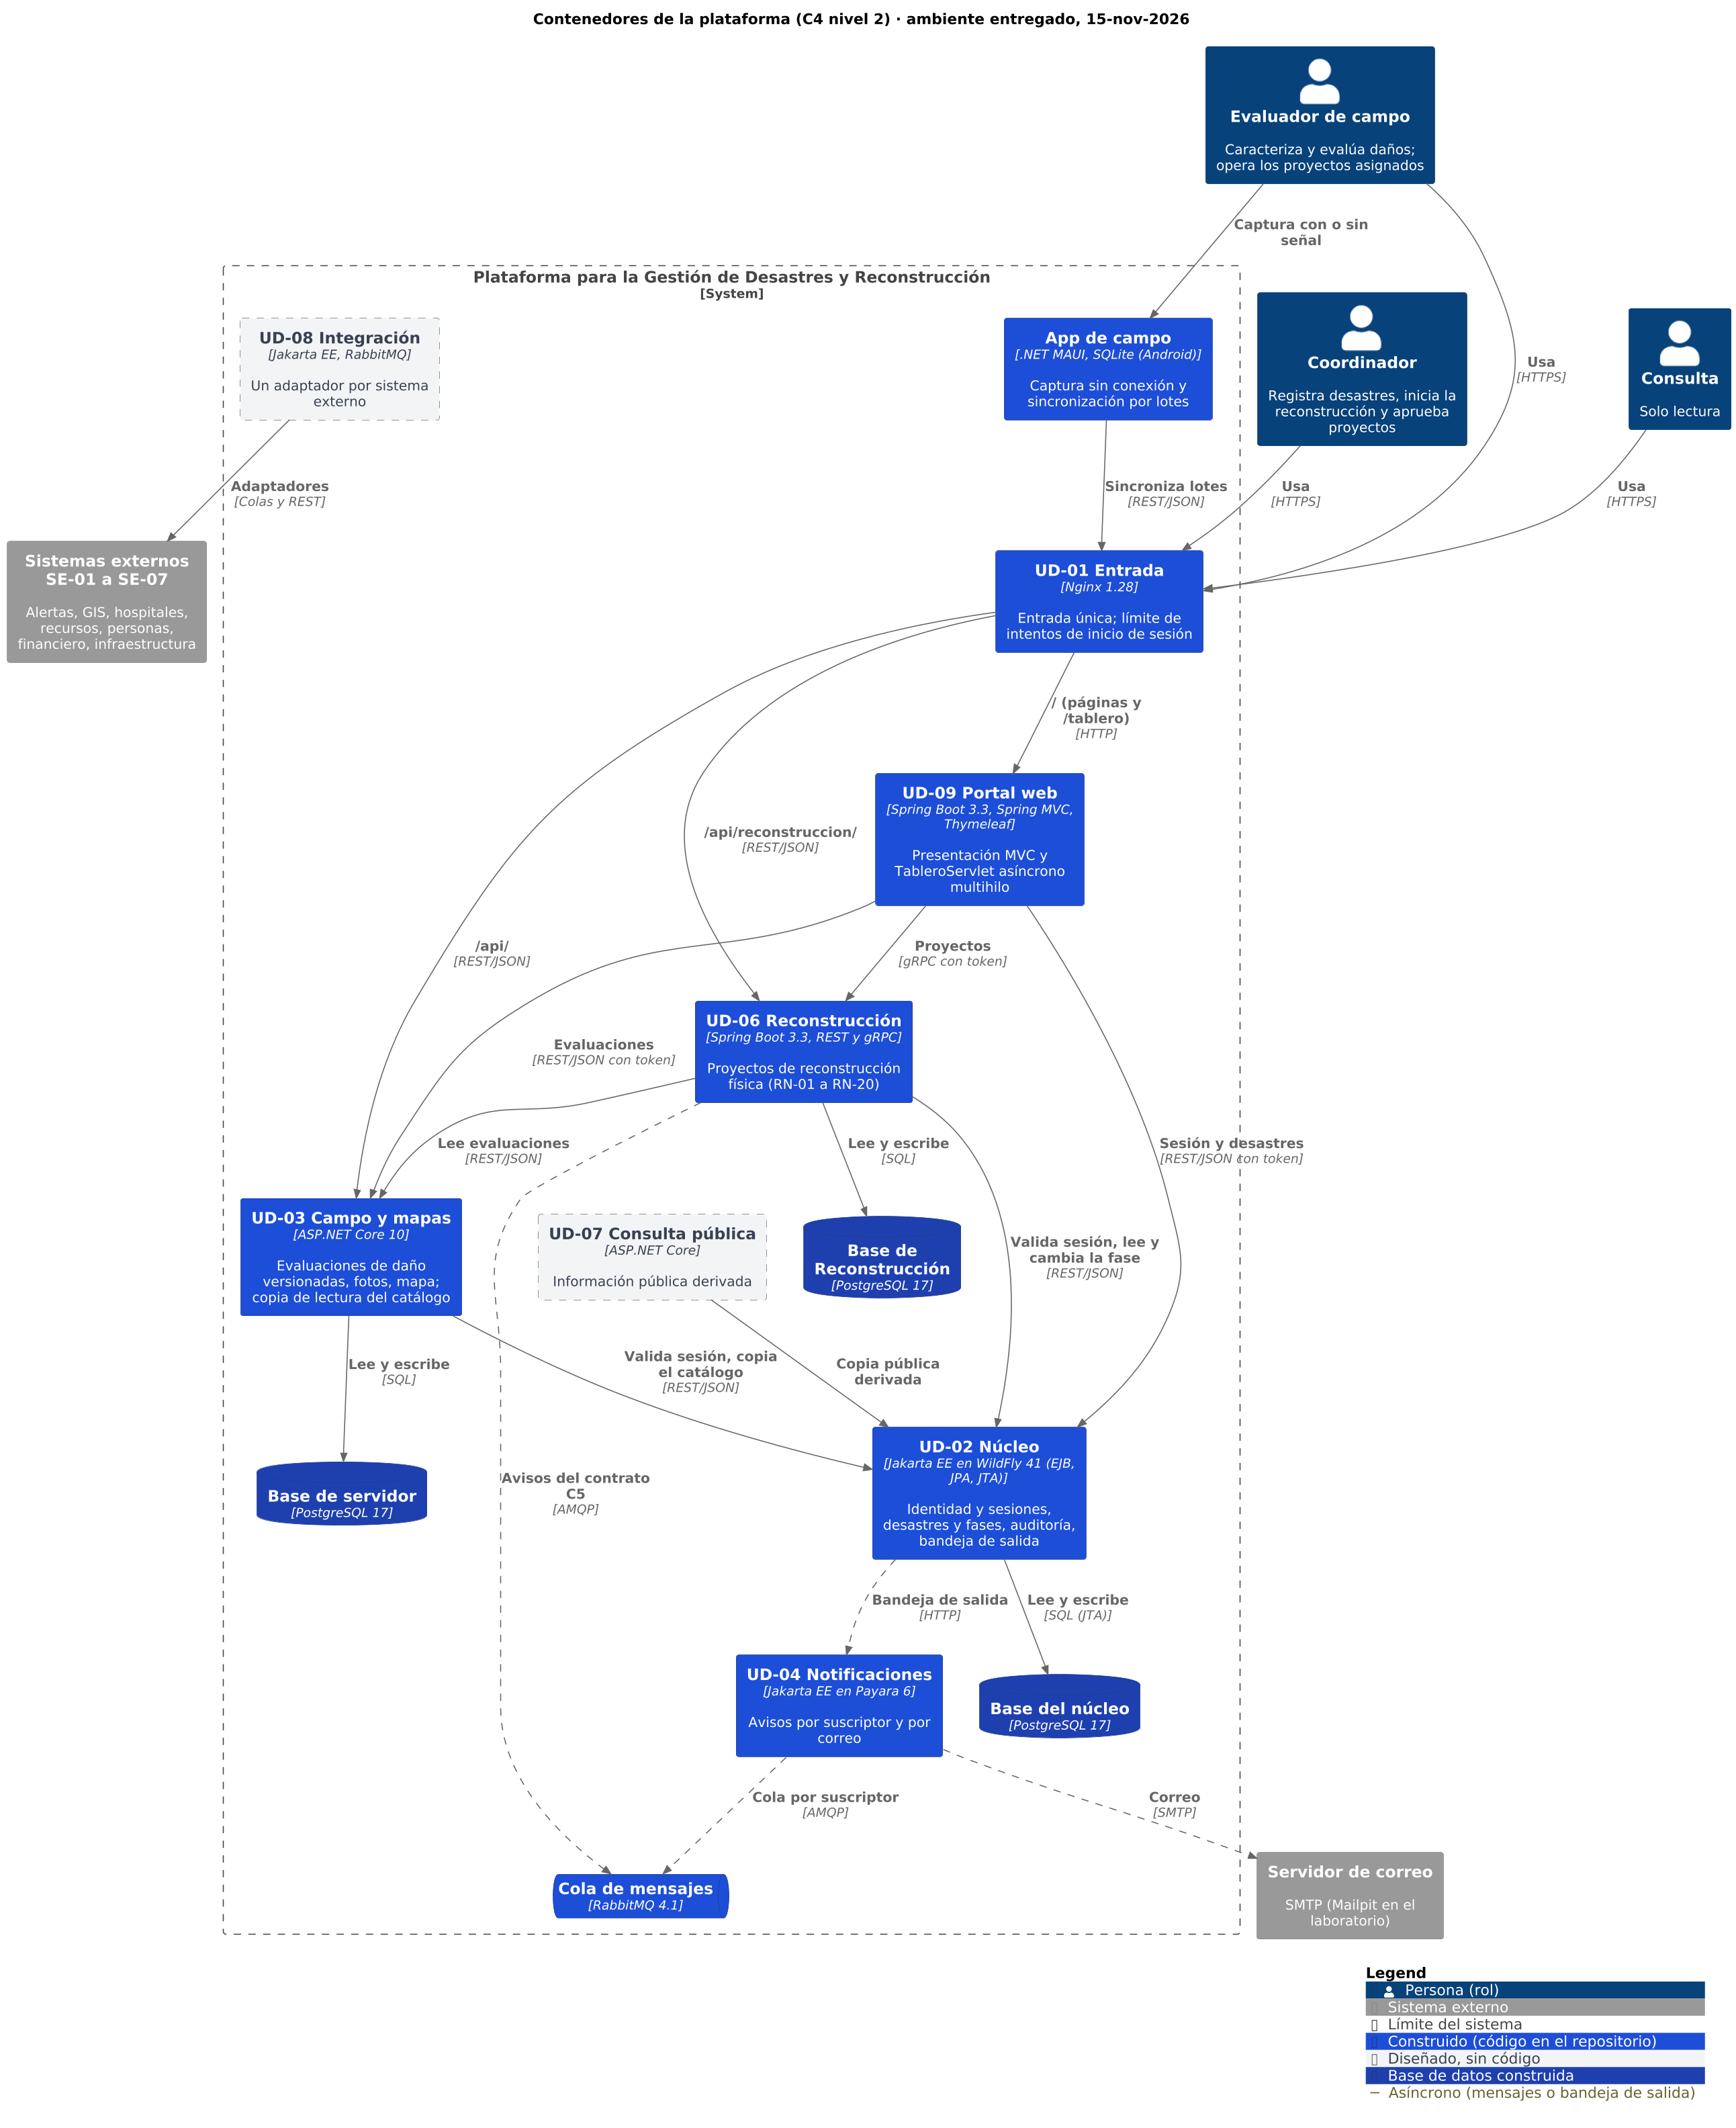 Contenedores de la plataforma (C4 nivel 2) · ambiente entregado, 15-nov-2026
Evaluador de campo
Caracteriza y evalúa daños;
opera los proyectos asignados
Captura con o sin
señal
Plataforma para la Gestión de Desastres y Reconstrucción
[System]
UD-08 Integración
[Jakarta EE, RabbitMQ]
Un adaptador por sistema
externo
App de campo
[.NET MAUI, SQLite (Android)]
Captura sin conexión y
sincronización por lotes
Coordinador
Registra desastres, inicia la
reconstrucción y aprueba
proyectos
Usa
[HTTPS]
Consulta
Solo lectura
Adaptadores
[Colas y REST]
Sincroniza lotes
[REST/JSON]
Usa
[HTTPS]
Usa
[HTTPS]
Sistemas externos
SE-01 a SE-07
Alertas, GIS, hospitales,
recursos, personas,
financiero, infraestructura
UD-01 Entrada
[Nginx 1.28]
Entrada única; límite de
intentos de inicio de sesión
/ (páginas y
/tablero)
[HTTP]
UD-09 Portal web
[Spring Boot 3.3, Spring MVC,
Thymeleaf]
Presentación MVC y
TableroServlet asíncrono
multihilo
/api/reconstruccion/
[REST/JSON]
/api/
[REST/JSON]
Proyectos
[gRPC con token]
UD-06 Reconstrucción
[Spring Boot 3.3, REST y gRPC]
Proyectos de reconstrucción
física (RN-01 a RN-20)
Evaluaciones
[REST/JSON con token]
Lee evaluaciones
[REST/JSON]
Lee y escribe
[SQL]
Sesión y desastres
[REST/JSON con token]
UD-03 Campo y mapas
[ASP.NET Core 10]
Evaluaciones de daño
versionadas, fotos, mapa;
copia de lectura del catálogo
UD-07 Consulta pública
[ASP.NET Core]
Información pública derivada
Base de
Reconstrucción
[PostgreSQL 17]
Valida sesión, lee y
cambia la fase
[REST/JSON]
Lee y escribe
[SQL]
Valida sesión, copia
el catálogo
[REST/JSON]
Copia pública
derivada
UD-02 Núcleo
[Jakarta EE en WildFly 41 (EJB,
JPA, JTA)]
Identidad y sesiones,
desastres y fases, auditoría,
bandeja de salida
Base de servidor
[PostgreSQL 17]
Avisos del contrato
C5
[AMQP]
Bandeja de salida
[HTTP]
Lee y escribe
[SQL (JTA)]
UD-04 Notificaciones
[Jakarta EE en Payara 6]
Avisos por suscriptor y por
correo
Base del núcleo
[PostgreSQL 17]
Cola por suscriptor
[AMQP]
Correo
[SMTP]
Cola de mensajes
[RabbitMQ 4.1]
Servidor de correo
SMTP (Mailpit en el
laboratorio)
Legend
Persona (rol)
Sistema externo
Límite del sistema
Construido (código en el repositorio)
Diseñado, sin código
Base de datos construida
Asíncrono (mensajes o bandeja de salida)